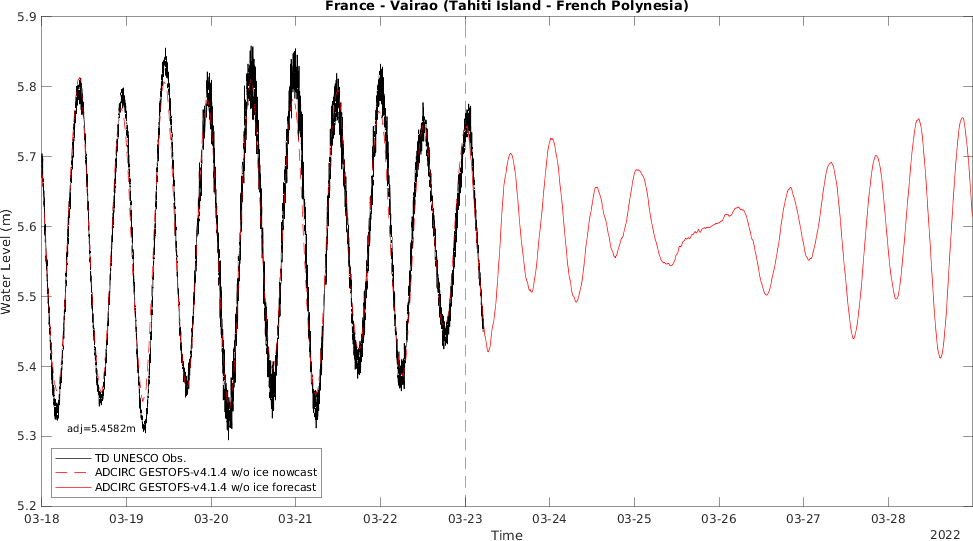 France - Vairao (Tahiti Island - French Polynesia)
5.9
5.8
5.7
5.6
5.5
5.4
5.3
5.2
Water Level (m)
adj=5.4582m
TD UNESCO Obs.
ADCIRC GESTOFS-v4.1.4 w/o ice nowcast
ADCIRC GESTOFS-v4.1.4 w/o ice forecast
03-18 03-19 03-20 03-21 03-22 03-23 03-24 03-25 03-26 03-27 03-28
Time
2022